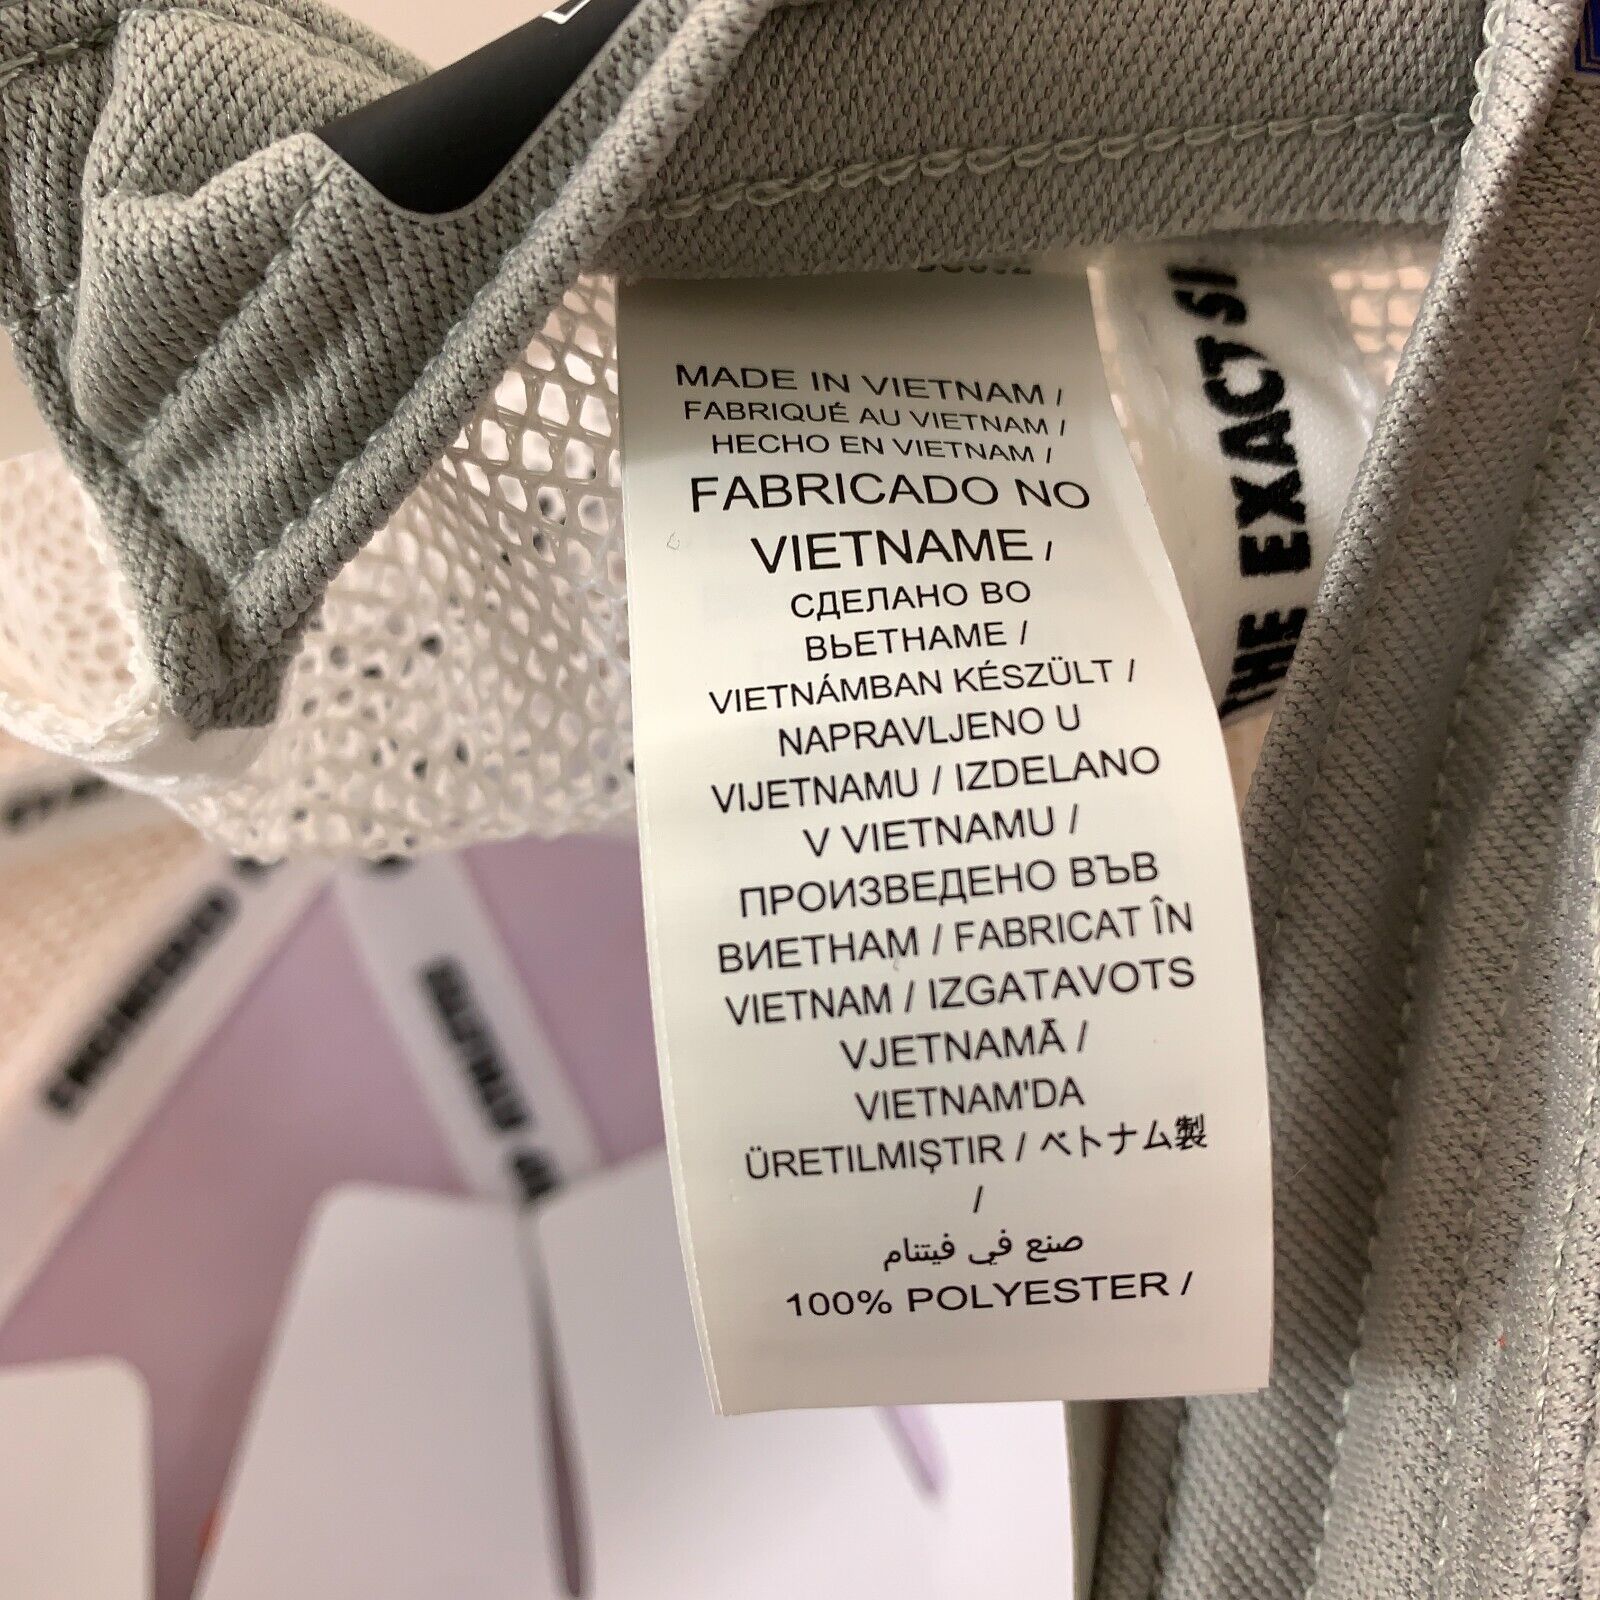 MADE IN VIETNAM /
FABRIQUÉ AU VIETNAM /
HECHO EN VIETNAM /
FABRICADO NO
VIETNAME /
СДЕЛАНО ВО
ВЬЕТНАМЕ /
VIETNÁMBAN KÉSZÜLT /
NAPRAVLJENO U
VIJETNAMU / IZDELANO
V VIETNAMU /
ПРОИЗВЕДЕНО ВЪВ
ВИЕТНАМ / FABRICAT ÎN
VIETNAM / IZGATAVOTS
VJETNAMĀ /
VIETNAM'DA
ÜRETILMIŞTIR / ベトナム製
/
صنع في فيتنام
100% POLYESTER /
THE EXACT
ENGINEERED